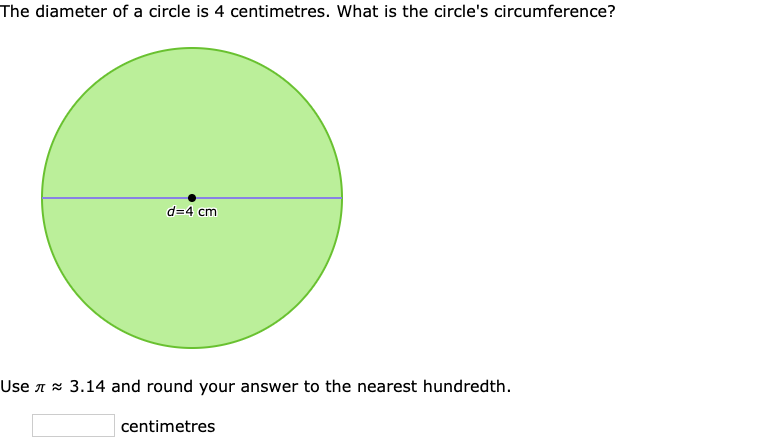 The diameter of a circle is 4 centimetres. What is the circle's circumference?
d=4 cm
Use π ≈ 3.14 and round your answer to the nearest hundredth.
centimetres